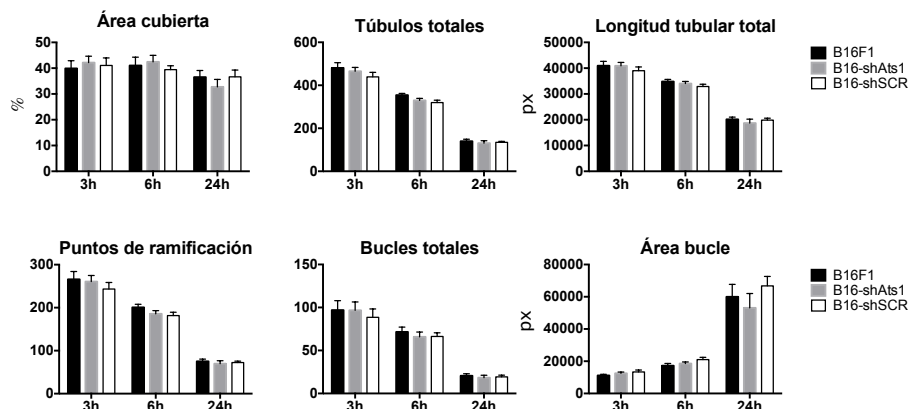 Área cubierta
%
50
40
30
20
10
0
3h 6h 24h
Túbulos totales
600
400
200
0
3h 6h 24h
Longitud tubular total
px
50000
40000
30000
20000
10000
0
3h 6h 24h
B16F1
B16-shAts1
B16-shSCR
Puntos de ramificación
300
200
100
0
3h 6h 24h
Bucles totales
150
100
50
0
3h 6h 24h
Área bucle
px
80000
60000
40000
20000
0
3h 6h 24h
B16F1
B16-shAts1
B16-shSCR